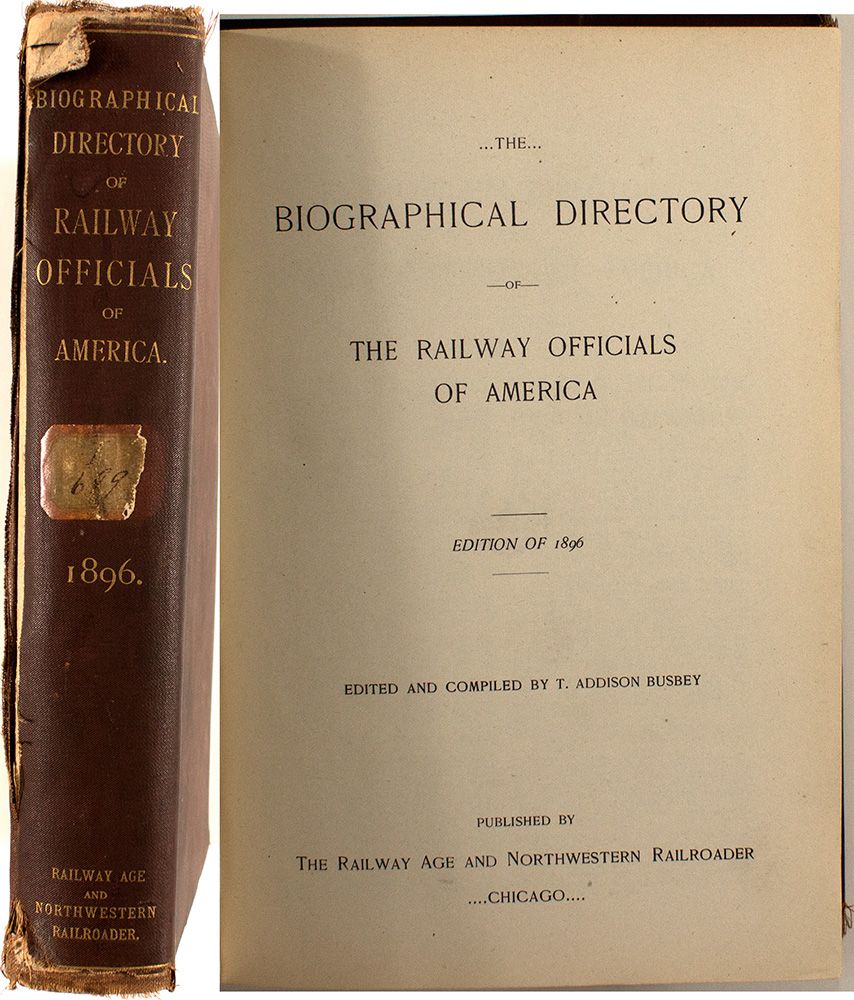 BIOGRAPHICAL
DIRECTORY
OF
RAILWAY
OFFICIALS
OF
AMERICA.
689
1896.
RAILWAY AGE
AND
NORTHWESTERN
RAILROADER.
...THE...
BIOGRAPHICAL DIRECTORY
—OF—
THE RAILWAY OFFICIALS
OF AMERICA
EDITION OF 1896
EDITED AND COMPILED BY T. ADDISON BUSBEY
PUBLISHED BY
THE RAILWAY AGE AND NORTHWESTERN RAILROADER
....CHICAGO....